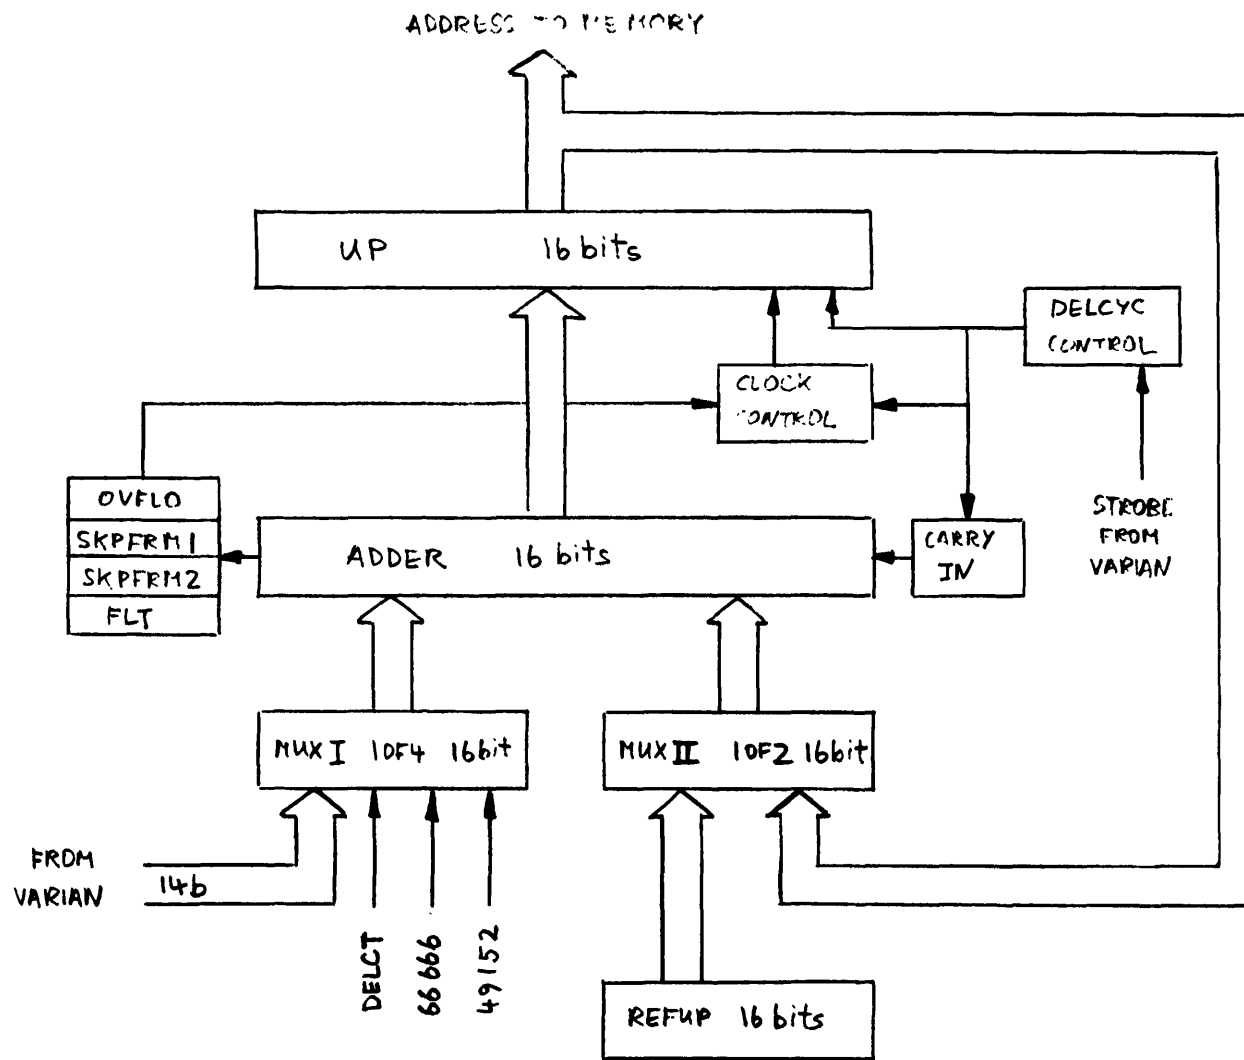 ADDRESS TO MEMORY
UP 16 bits
DELCYC
CONTROL
CLOCK
CONTROL
OVFLO
SKPFRM1
SKPFRM2
FLT
ADDER 16 bits
CARRY
IN
STROBE
FROM
VARIAN
MUX I 1OF4 16bit
MUX II 1OF2 16bit
FROM
VARIAN
14b
DELCT
66666
49152
REFUP 16 bits